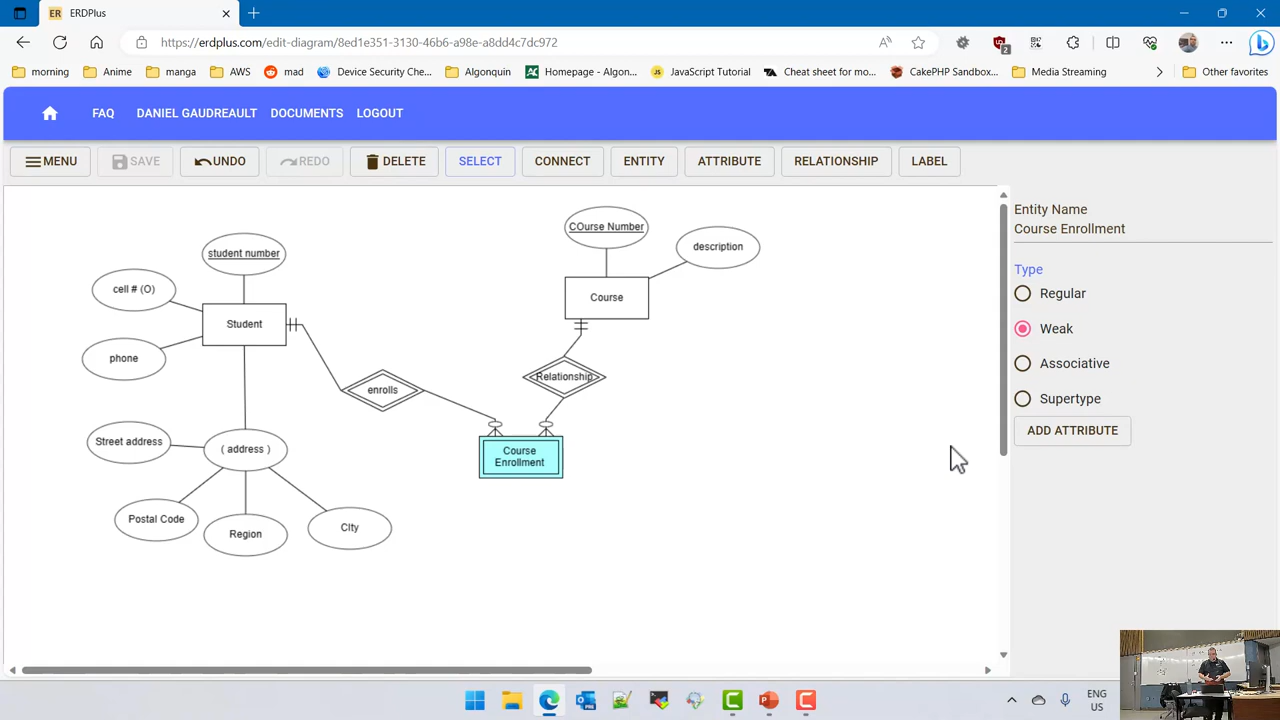 ER ERDPlus
https://erdplus.com/edit-diagram/8ed1e351-3130-46b6-a98e-a8dd4c7dc972
2
morning Anime manga AWS mad Device Security Che... Algonquin Homepage - Algon... JavaScript Tutorial Cheat sheet for mo... CakePHP Sandbox... Media Streaming Other favorites
FAQ DANIEL GAUDREAULT DOCUMENTS LOGOUT
MENU SAVE UNDO REDO DELETE SELECT CONNECT ENTITY ATTRIBUTE RELATIONSHIP LABEL
Entity Name
Course Enrollment
Type
Regular
Weak
Associative
Supertype
ADD ATTRIBUTE
COurse Number
description
student number
cell # (O)
Course
Student
phone
Relationship
enrolls
Street address
( address )
Course
Enrollment
Postal Code
Region
CIty
ENG
US